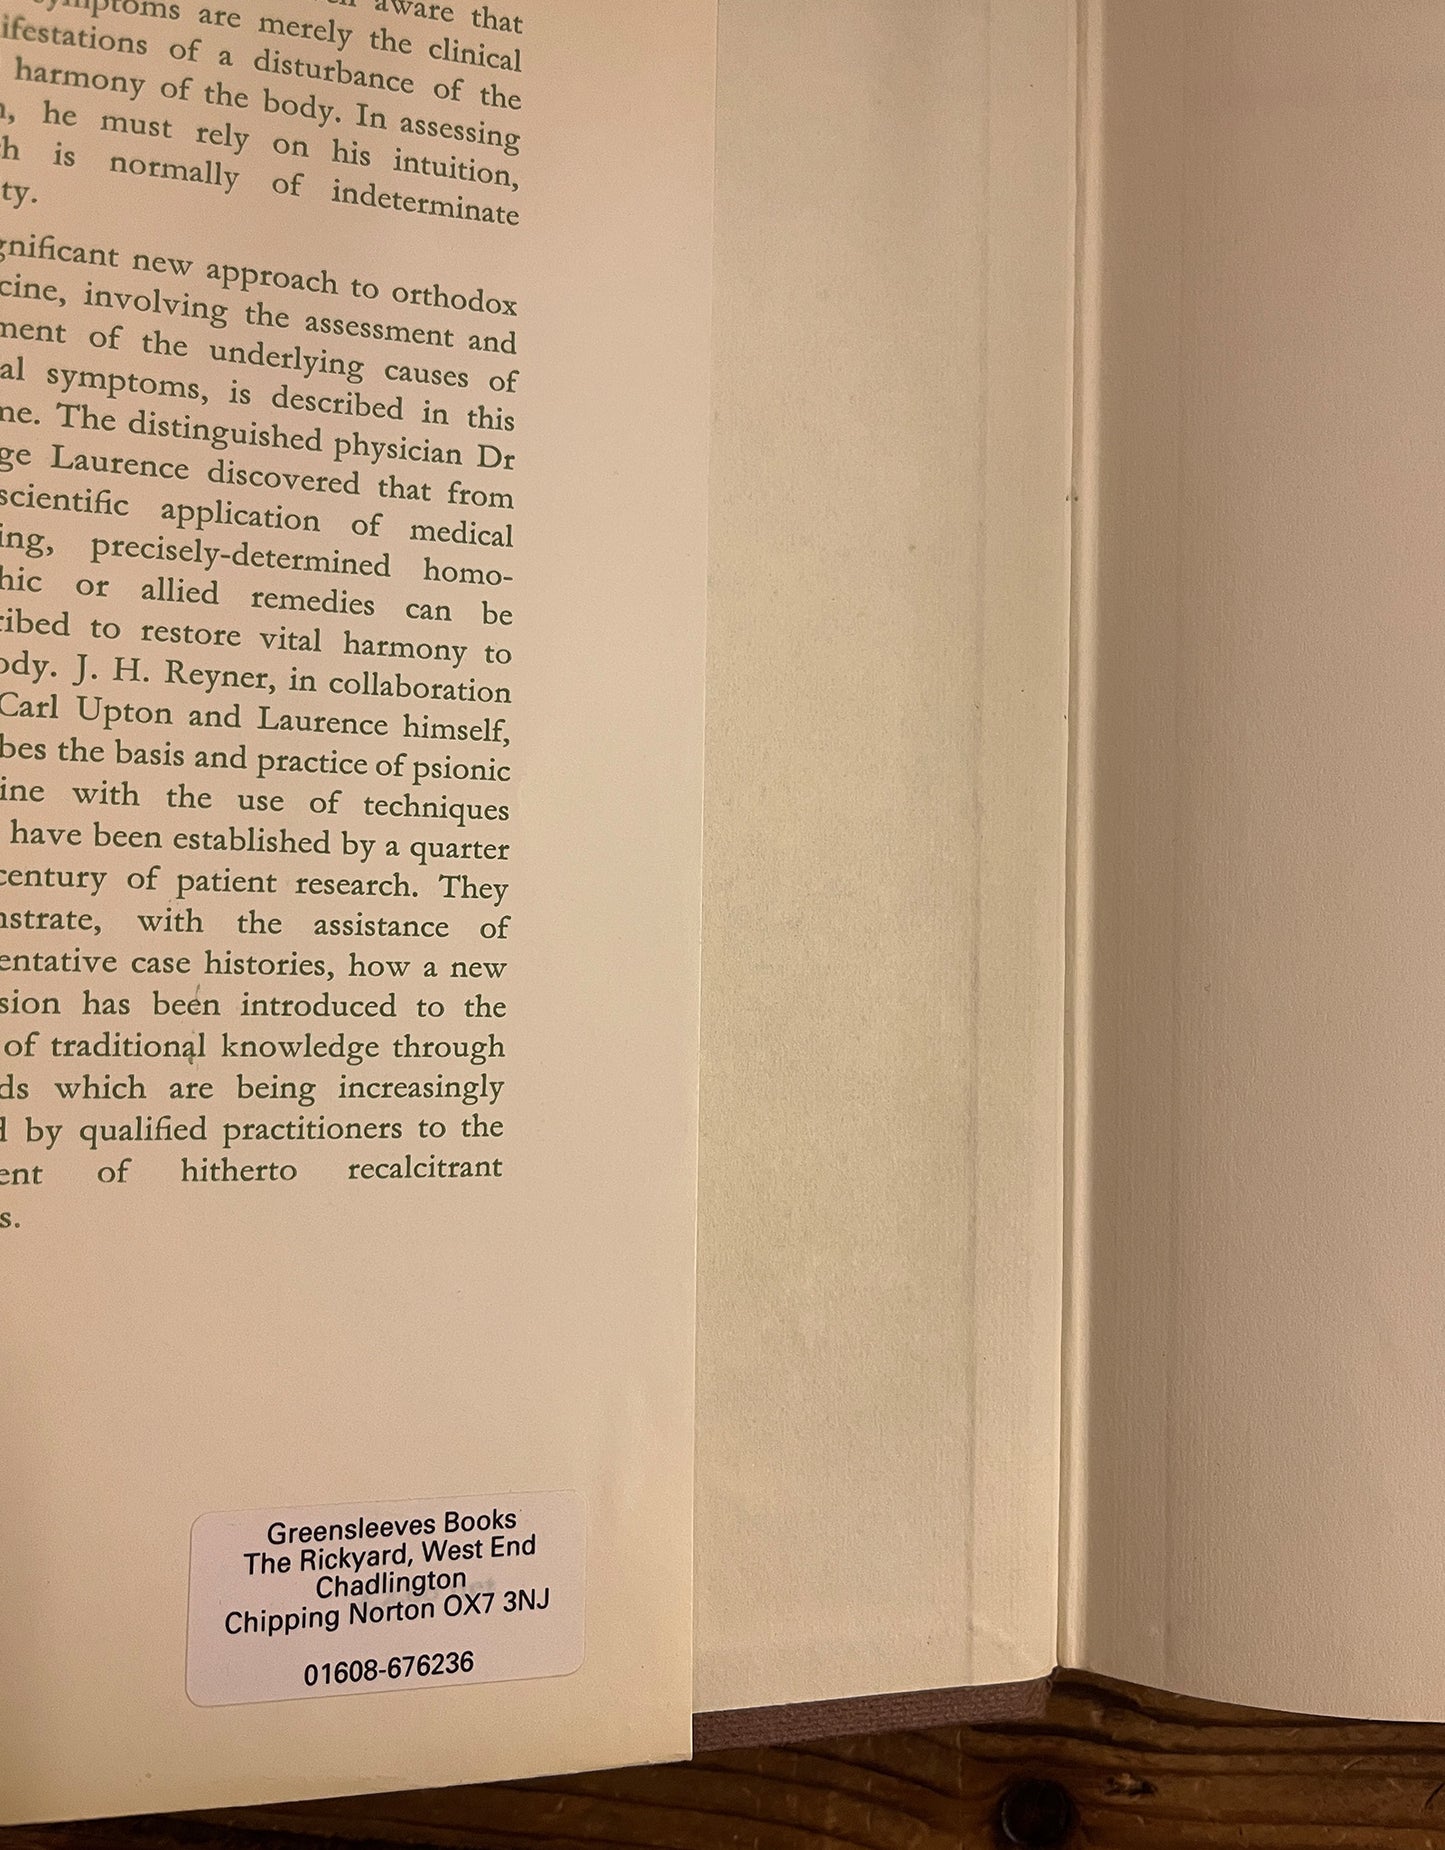 symptoms are merely the clinical
aware that
ifestations of a disturbance of the
harmony of the body. In assessing
n, he must rely on his intuition,
h is normally of indeterminate
ty.
gnificant new approach to orthodox
cine, involving the assessment and
ment of the underlying causes of
al symptoms, is described in this
me. The distinguished physician Dr
ge Laurence discovered that from
scientific application of medical
ing, precisely-determined homo-
hic or allied remedies can be
ribed to restore vital harmony to
ody. J. H. Reyner, in collaboration
Carl Upton and Laurence himself,
bes the basis and practice of psionic
ine with the use of techniques
have been established by a quarter
century of patient research. They
nstrate, with the assistance of
entative case histories, how a new
sion has been introduced to the
of traditional knowledge through
ds which are being increasingly
d by qualified practitioners to the
ent of hitherto recalcitrant
s.
Greensleeves Books
The Rickyard, West End
Chadlington
Chipping Norton OX7 3NJ
01608-676236